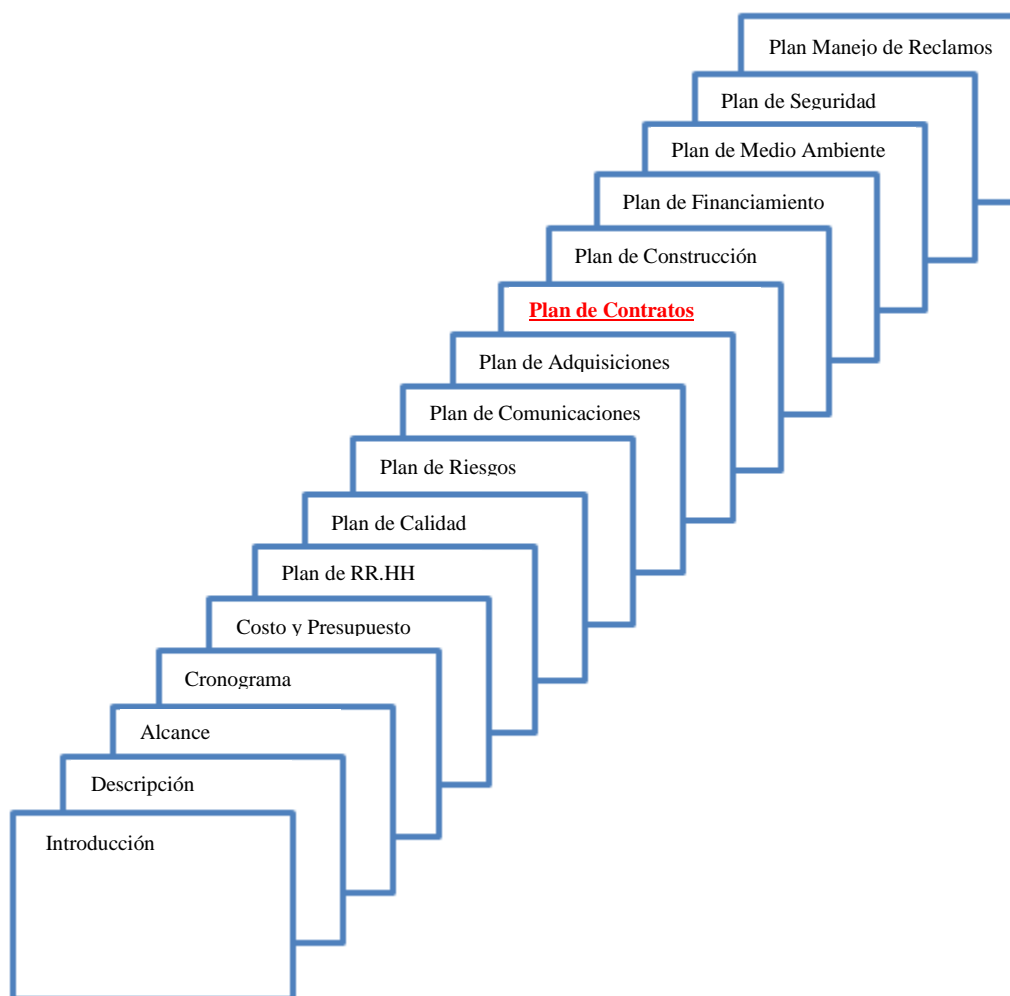 Plan Manejo de Reclamos
Plan de Seguridad
Plan de Medio Ambiente
Plan de Financiamiento
Plan de Construcción
Plan de Contratos
Plan de Adquisiciones
Plan de Comunicaciones
Plan de Riesgos
Plan de Calidad
Plan de RR.HH
Costo y Presupuesto
Cronograma
Alcance
Descripción
Introducción